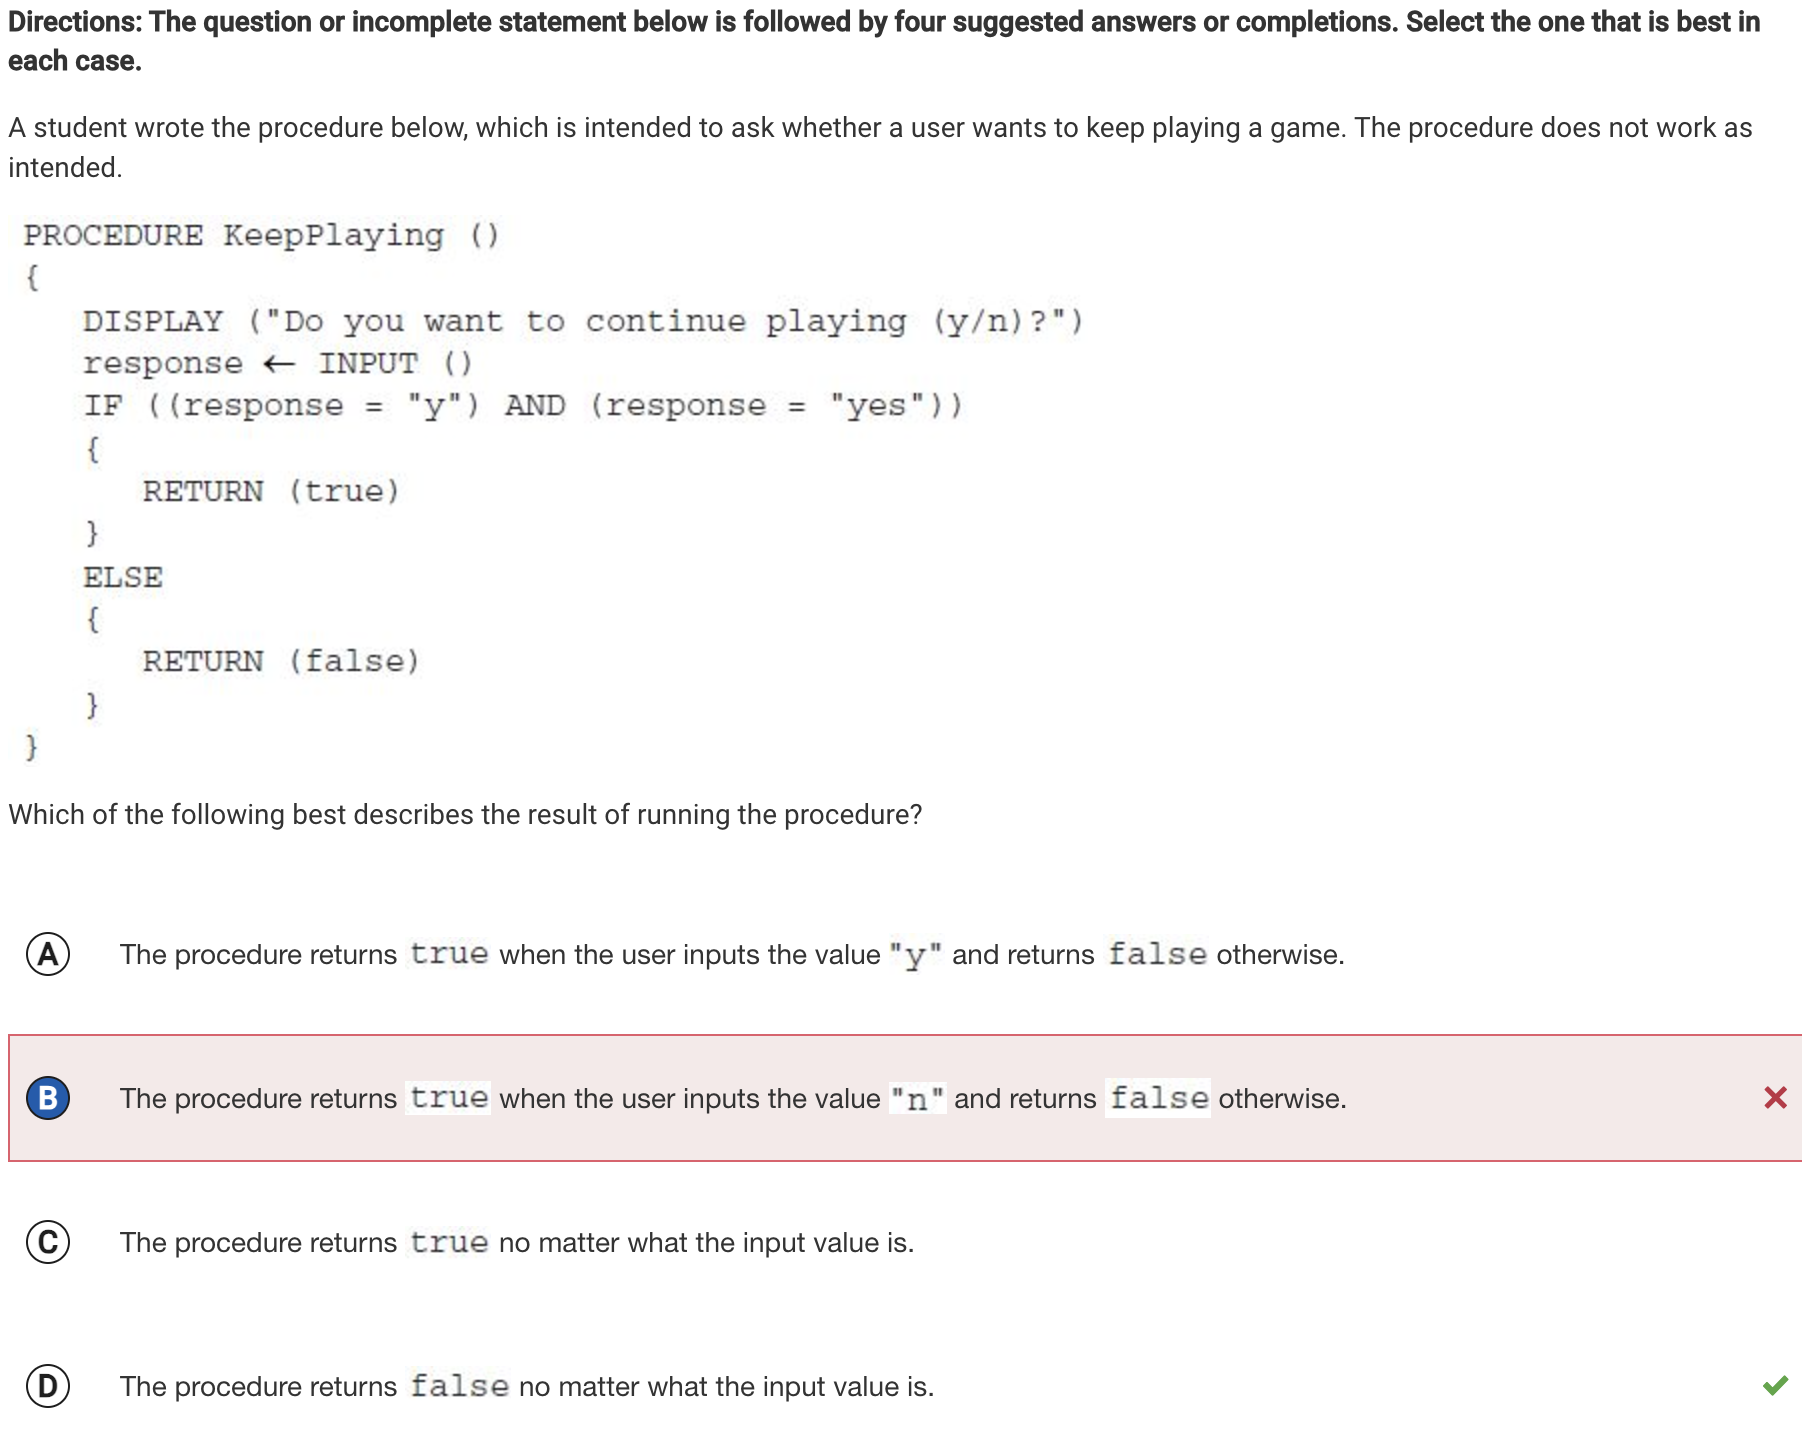 Directions: The question or incomplete statement below is followed by four suggested answers or completions. Select the one that is best in
each case.
A student wrote the procedure below, which is intended to ask whether a user wants to keep playing a game. The procedure does not work as
intended.
PROCEDURE KeepPlaying ()
{
DISPLAY ("Do you want to continue playing (y/n)?")
response ← INPUT ()
IF ((response = "y") AND (response = "yes"))
{
RETURN (true)
}
ELSE
{
RETURN (false)
}
}
Which of the following best describes the result of running the procedure?
A The procedure returns true when the user inputs the value "y" and returns false otherwise.
B The procedure returns true when the user inputs the value "n" and returns false otherwise.
C The procedure returns true no matter what the input value is.
D The procedure returns false no matter what the input value is.